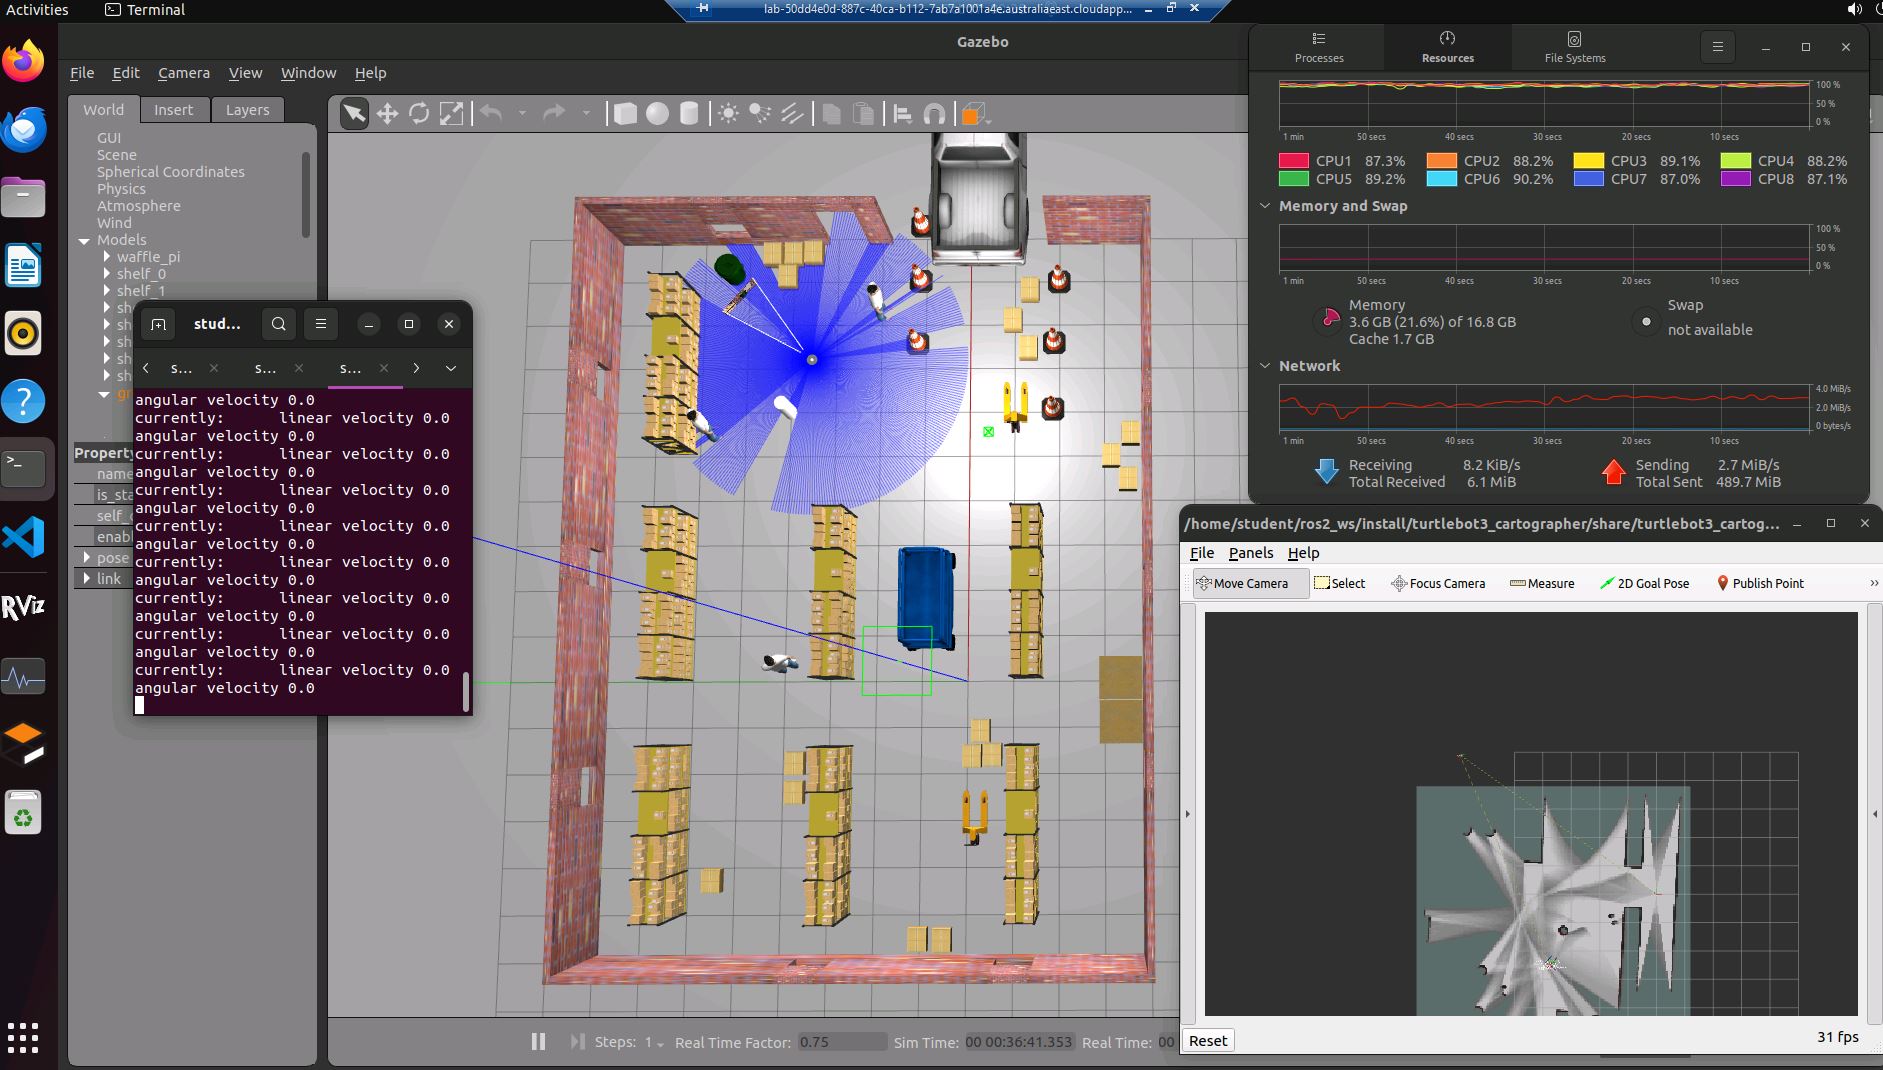 Activities
Terminal
lab-50dd4e0d-887c-40ca-b112-7ab7a1001a4e.australiaeast.cloudapp...
Gazebo
File Edit Camera View Window Help
World Insert Layers
GUI
Scene
Spherical Coordinates
Physics
Atmosphere
Wind
Models
waffle_pi
shelf_0
shelf_1
sh
sh
sh
sh
gr
Property
name
is_sta
self_c
enabl
pose
link
stud...
s... s... s...
angular velocity 0.0
currently: linear velocity 0.0
angular velocity 0.0
currently: linear velocity 0.0
angular velocity 0.0
currently: linear velocity 0.0
angular velocity 0.0
currently: linear velocity 0.0
angular velocity 0.0
currently: linear velocity 0.0
angular velocity 0.0
currently: linear velocity 0.0
angular velocity 0.0
currently: linear velocity 0.0
angular velocity 0.0
currently: linear velocity 0.0
angular velocity 0.0
RViz
Steps: 1 Real Time Factor: 0.75 Sim Time: 00 00:36:41.353 Real Time: 00
Processes Resources File Systems
100 %
50 %
0 %
1 min 50 secs 40 secs 30 secs 20 secs 10 secs
CPU1 87.3% CPU2 88.2% CPU3 89.1% CPU4 88.2%
CPU5 89.2% CPU6 90.2% CPU7 87.0% CPU8 87.1%
Memory and Swap
100 %
50 %
0 %
1 min 50 secs 40 secs 30 secs 20 secs 10 secs
Memory
3.6 GB (21.6%) of 16.8 GB
Cache 1.7 GB
Swap
not available
Network
4.0 MiB/s
2.0 MiB/s
0 bytes/s
1 min 50 secs 40 secs 30 secs 20 secs 10 secs
Receiving 8.2 KiB/s
Total Received 6.1 MiB
Sending 2.7 MiB/s
Total Sent 489.7 MiB
/home/student/ros2_ws/install/turtlebot3_cartographer/share/turtlebot3_cartog...
File Panels Help
Move Camera Select Focus Camera Measure 2D Goal Pose Publish Point
Reset
31 fps